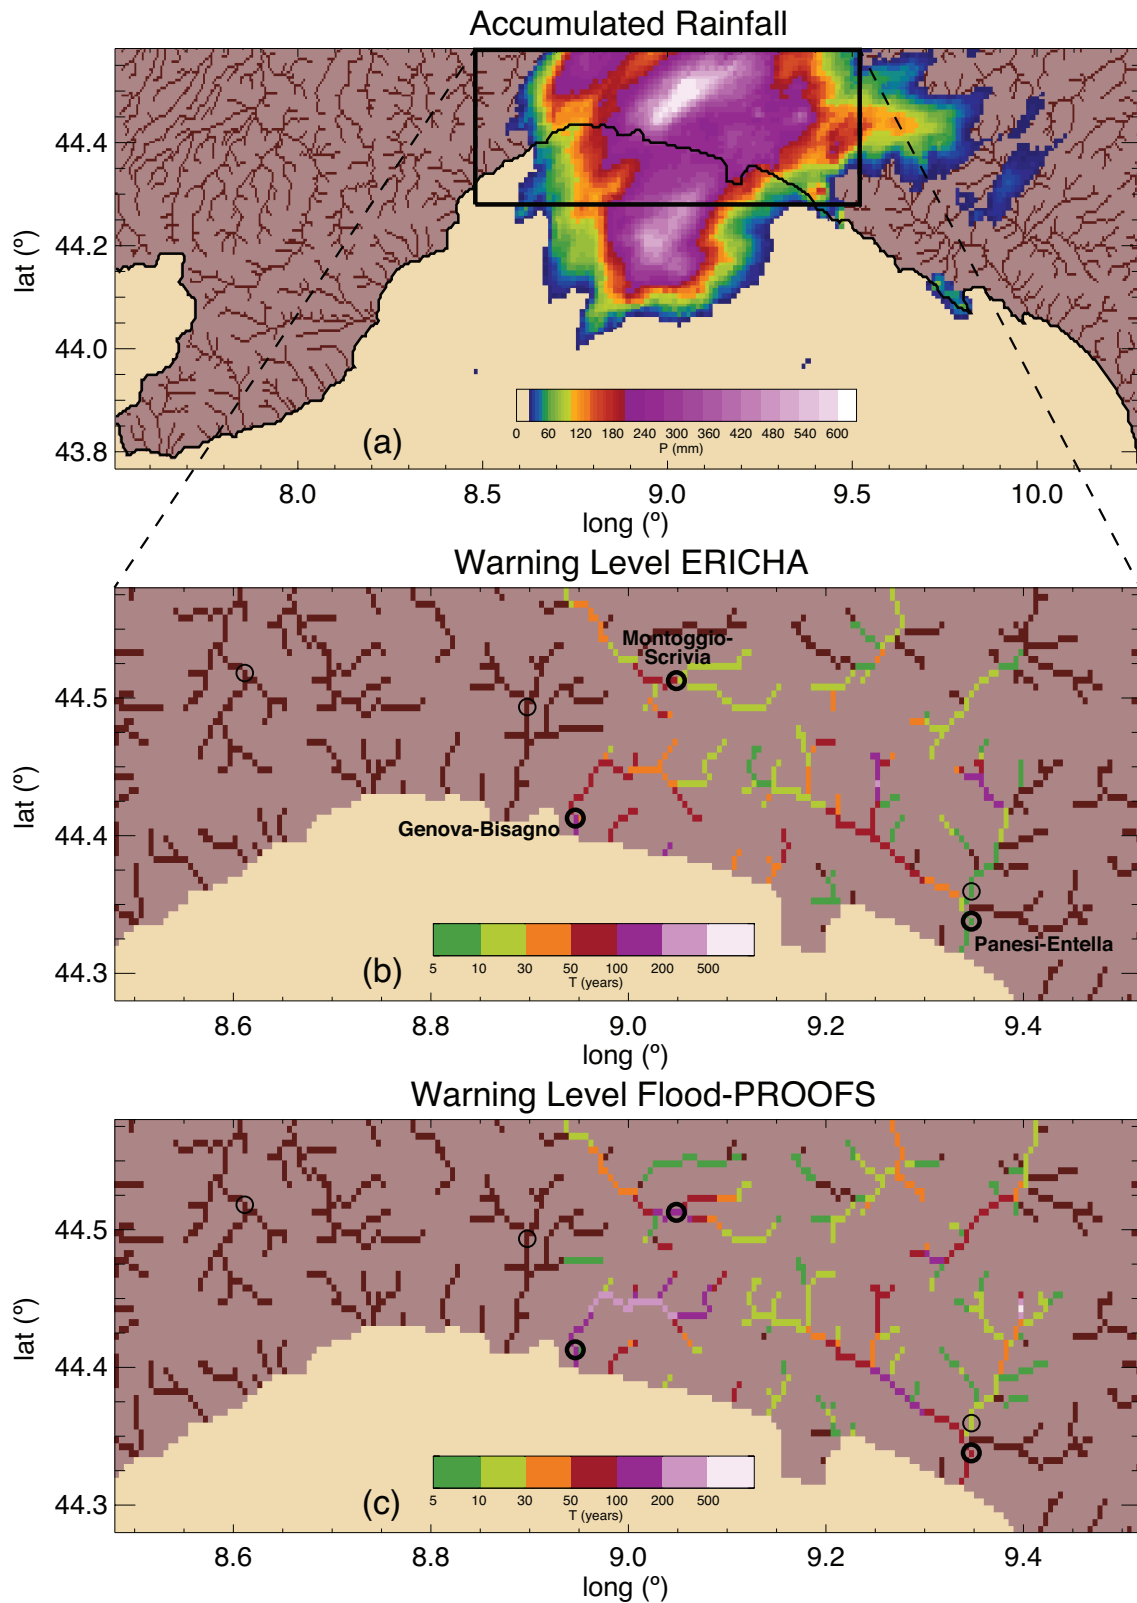 Accumulated Rainfall
44.4
44.2
44.0
43.8
lat (º)
0 60 120 180 240 300 360 420 480 540 600
P (mm)
(a)
8.0 8.5 9.0 9.5 10.0
long (º)
Warning Level ERICHA
Montoggio-
Scrivia
44.5
44.4
44.3
lat (º)
Genova-Bisagno
Panesi-Entella
5 10 30 50 100 200 500
T (years)
(b)
8.6 8.8 9.0 9.2 9.4
long (º)
Warning Level Flood-PROOFS
44.5
44.4
44.3
lat (º)
5 10 30 50 100 200 500
T (years)
(c)
8.6 8.8 9.0 9.2 9.4
long (º)